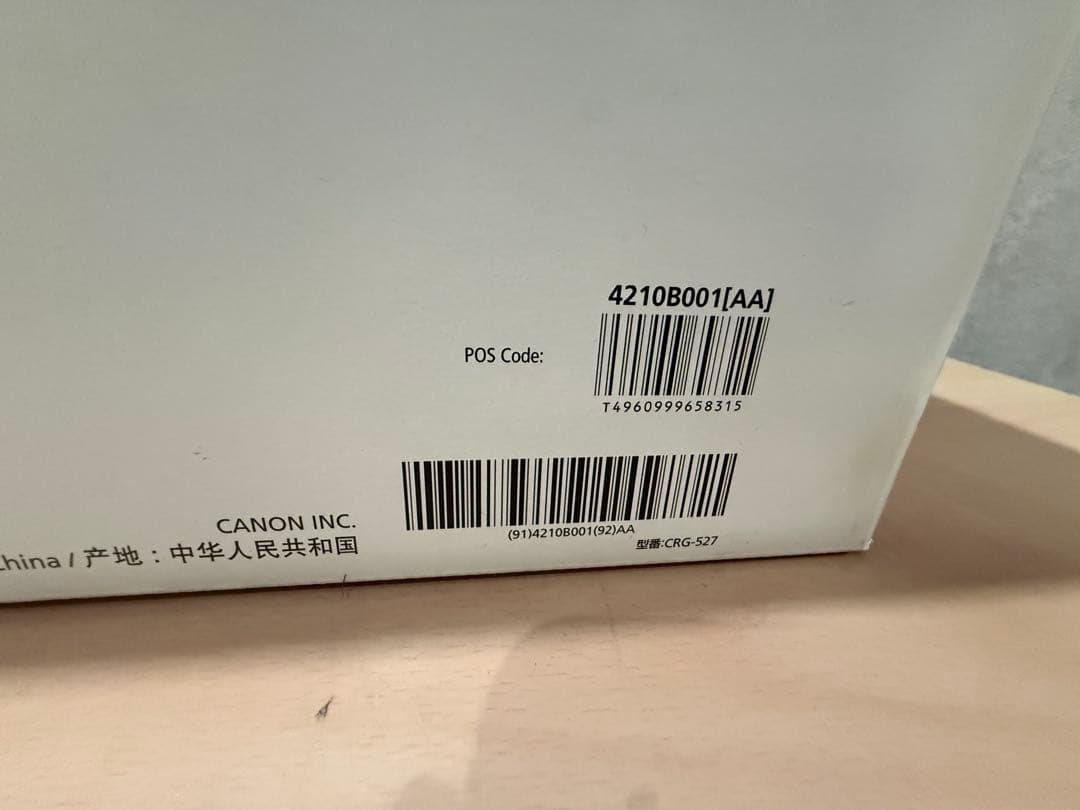 4210B001[AA]
POS Code:
T4960999658315
(91)4210B001(92)AA
型番:CRG-527
CANON INC.
China / 产地：中华人民共和国